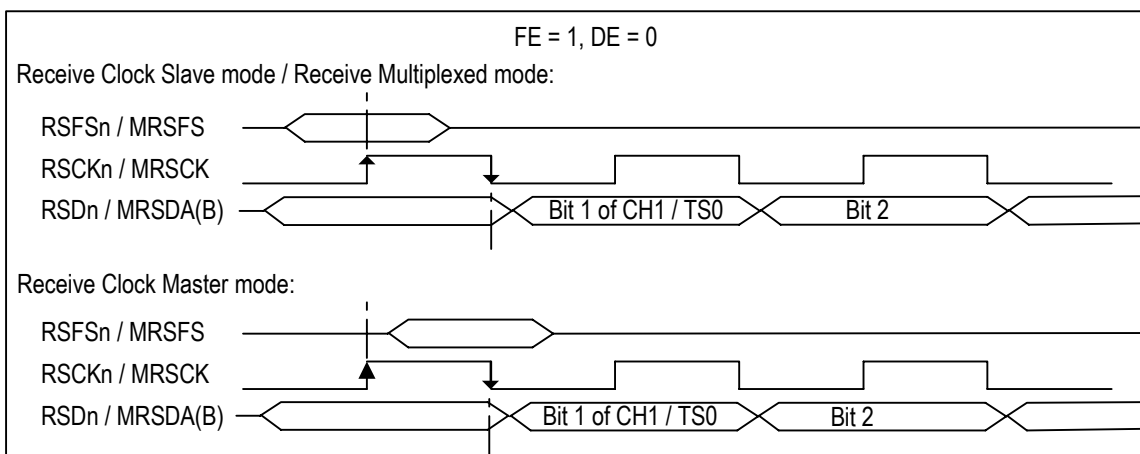 FE = 1, DE = 0
Receive Clock Slave mode / Receive Multiplexed mode:
RSFSn / MRSFS
RSCKn / MRSCK
RSDn / MRSDA(B)
Bit 1 of CH1 / TS0
Bit 2
Receive Clock Master mode:
RSFSn / MRSFS
RSCKn / MRSCK
RSDn / MRSDA(B)
Bit 1 of CH1 / TS0
Bit 2